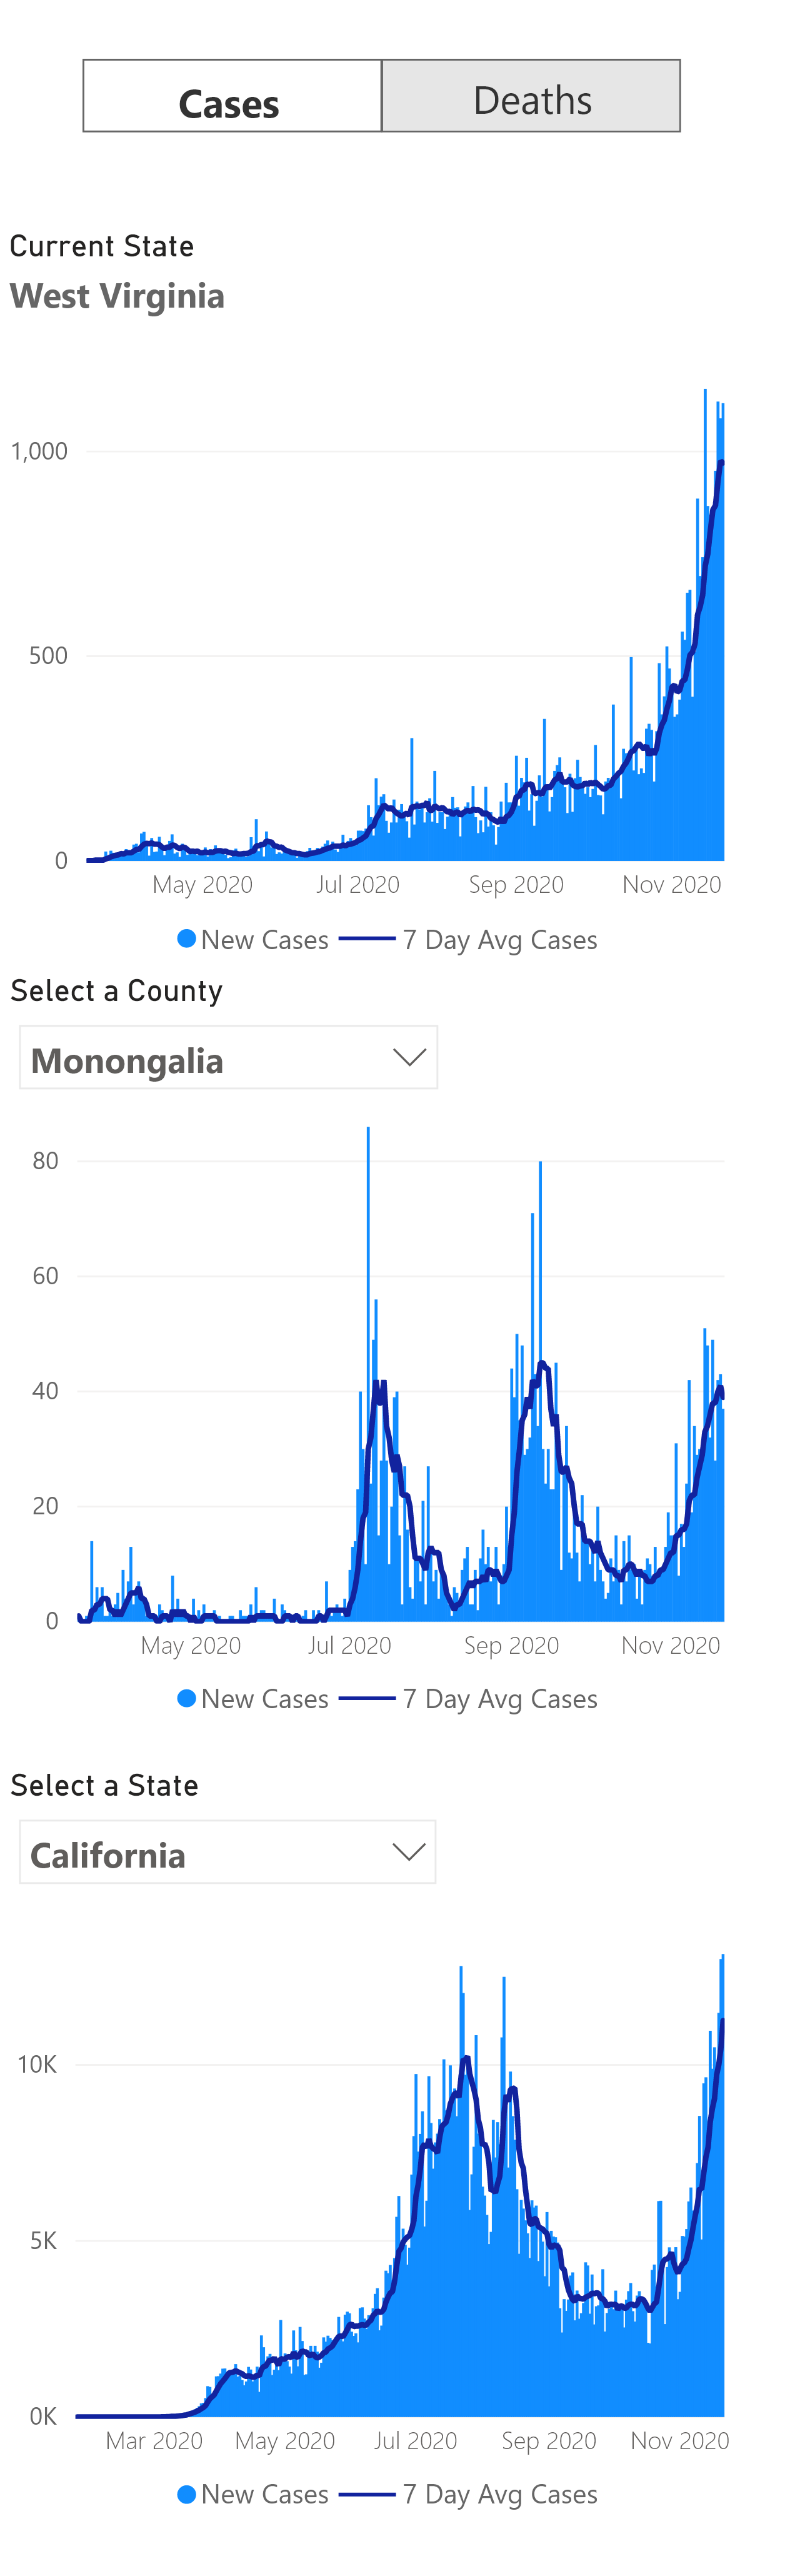 Cases Deaths
Current State
West Virginia
1,000
500
0
May 2020 Jul 2020 Sep 2020 Nov 2020
New Cases 7 Day Avg Cases
Select a County
Monongalia
80
60
40
20
0
May 2020 Jul 2020 Sep 2020 Nov 2020
New Cases 7 Day Avg Cases
Select a State
California
10K
5K
0K
Mar 2020 May 2020 Jul 2020 Sep 2020 Nov 2020
New Cases 7 Day Avg Cases